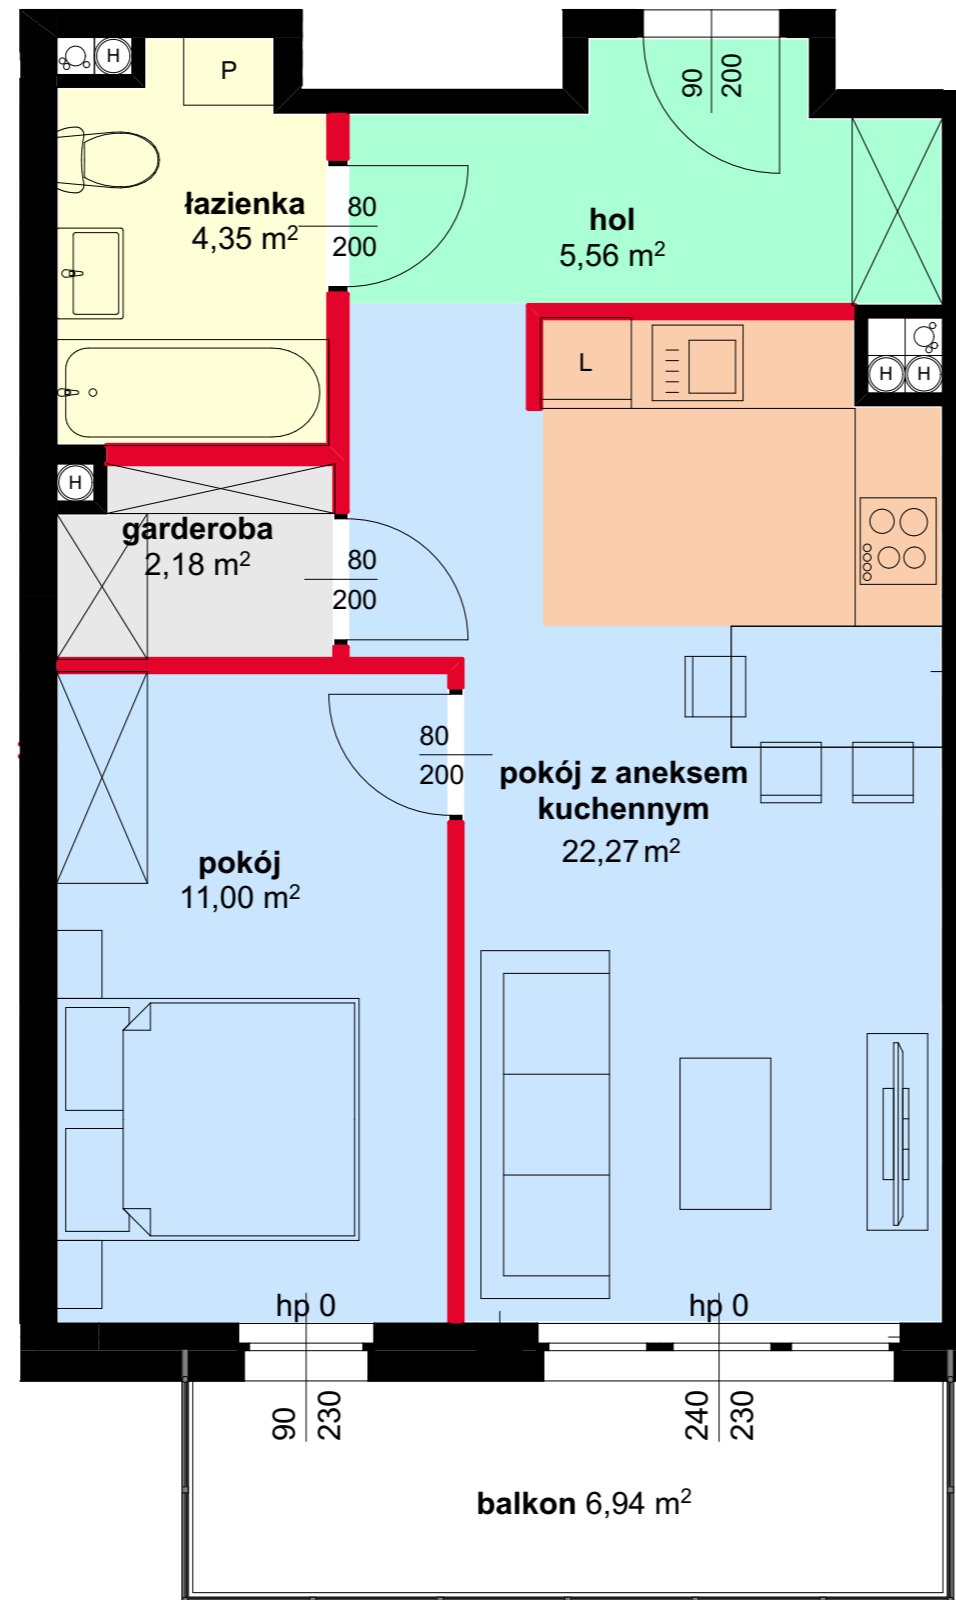 H
P
90
200
łazienka
4,35 m²
80
200
hol
5,56 m²
L
H
H
H
garderoba
2,18 m²
80
200
80
200
pokój z aneksem
kuchennym
22,27 m²
pokój
11,00 m²
hp 0
hp 0
90
230
240
230
balkon 6,94 m²